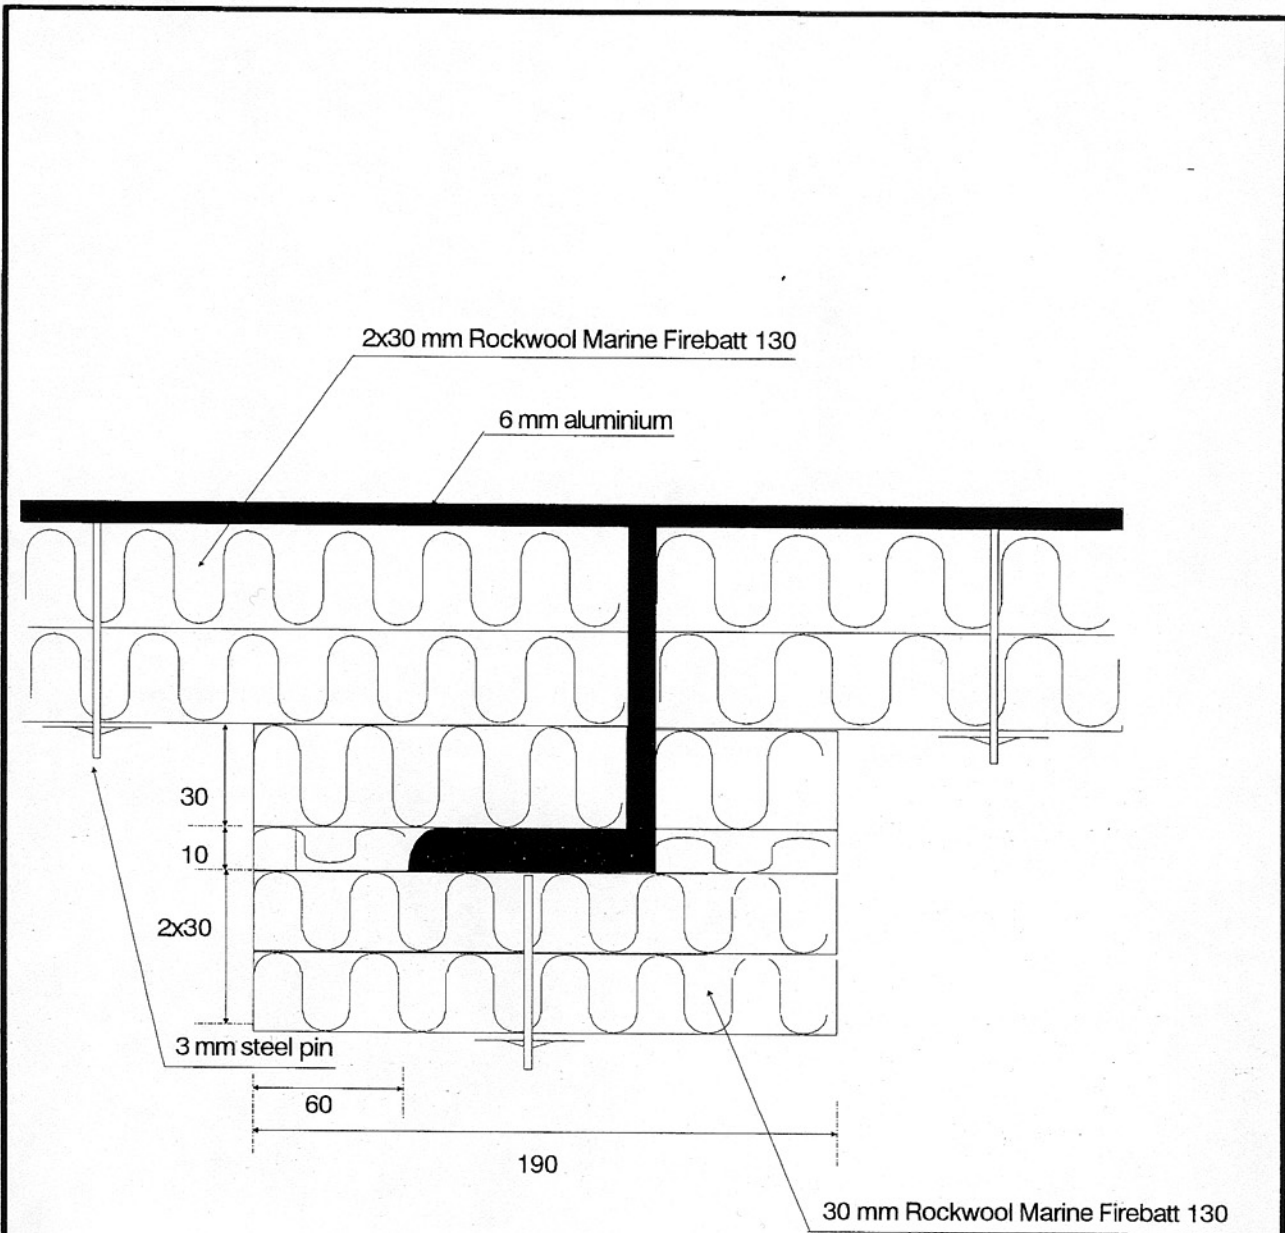 2x30 mm Rockwool Marine Firebatt 130
6 mm aluminium
30
10
2x30
3 mm steel pin
60
190
30 mm Rockwool Marine Firebatt 130